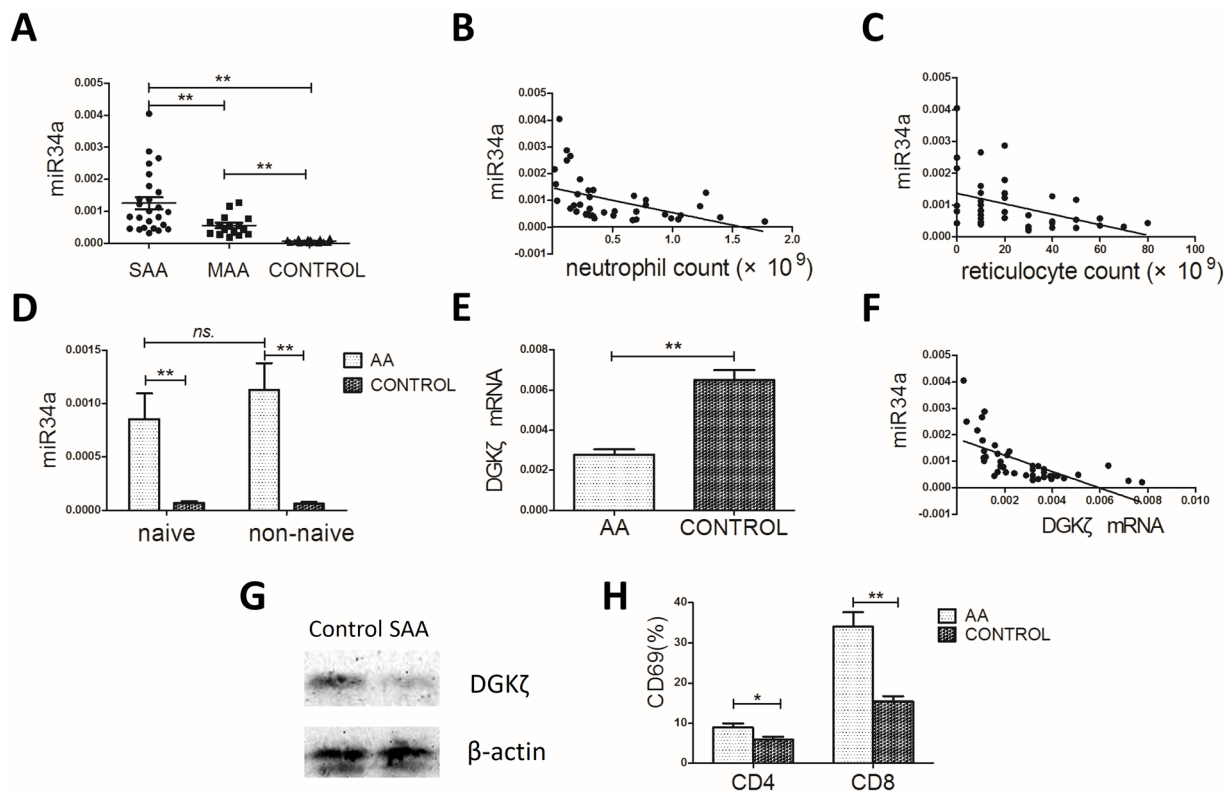 A
miR34a
0.005
0.004
0.003
0.002
0.001
0.000
**
**
**
SAA MAA CONTROL
B
miR34a
0.005
0.004
0.003
0.002
0.001
0.000
-0.001
0.5 1.0 1.5 2.0
neutrophil count (× 10⁹)
C
miR34a
0.005
0.004
0.003
0.002
0.001
0.000
0 20 40 60 80 100
reticulocyte count (× 10⁹)
D
miR34a
0.0015
0.0010
0.0005
0.0000
ns.
**
**
AA
CONTROL
naive non-naive
E
DGKζ mRNA
0.008
0.006
0.004
0.002
0.000
**
AA CONTROL
F
miR34a
0.005
0.004
0.003
0.002
0.001
0.000
-0.001
0.002 0.004 0.006 0.008 0.010
DGKζ mRNA
G
Control SAA
DGKζ
β-actin
H
CD69(%)
40
30
20
10
0
*
**
AA
CONTROL
CD4 CD8